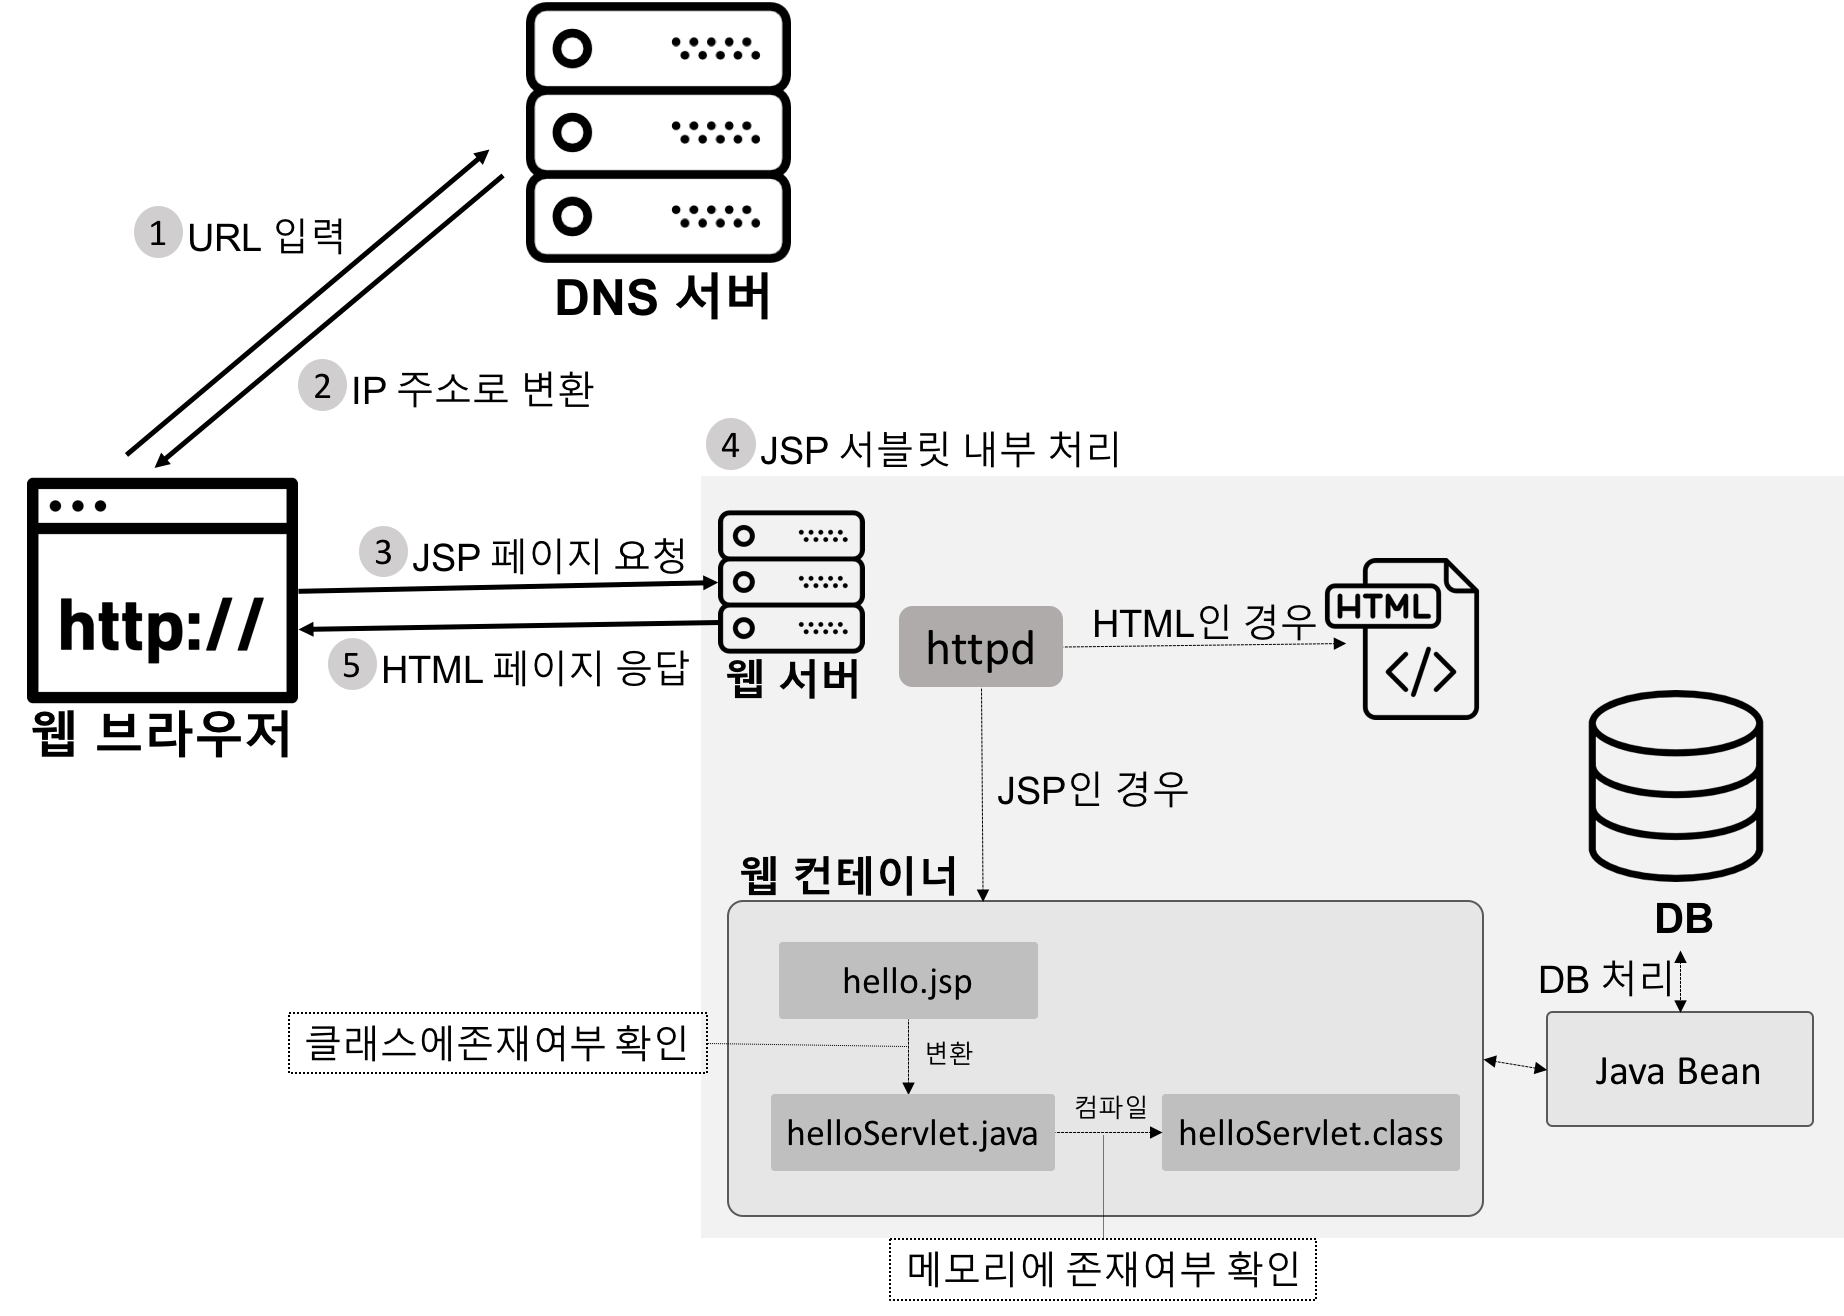 DNS 서버
1 URL 입력
2 IP 주소로 변환
http://
웹 브라우저
3 JSP 페이지 요청
5 HTML 페이지 응답
4 JSP 서블릿 내부 처리
웹 서버
httpd
HTML인 경우
HTML
</>
JSP인 경우
웹 컨테이너
hello.jsp
변환
클래스에존재여부 확인
helloServlet.java
컴파일
helloServlet.class
메모리에 존재여부 확인
DB
DB 처리
Java Bean